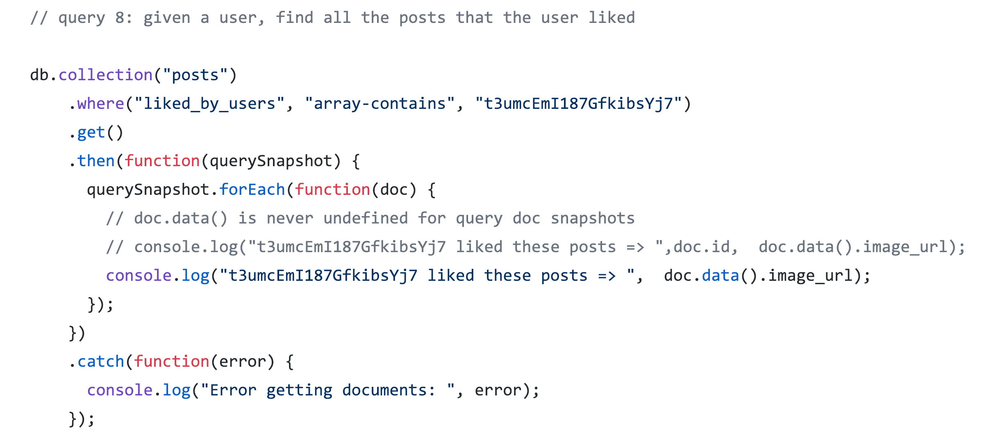 // query 8: given a user, find all the posts that the user liked
db.collection("posts")
.where("liked_by_users", "array-contains", "t3umcEmI187GfkibsYj7")
.get()
.then(function(querySnapshot) {
querySnapshot.forEach(function(doc) {
// doc.data() is never undefined for query doc snapshots
// console.log("t3umcEmI187GfkibsYj7 liked these posts => ",doc.id,  doc.data().image_url);
console.log("t3umcEmI187GfkibsYj7 liked these posts => ",  doc.data().image_url);
});
})
.catch(function(error) {
console.log("Error getting documents: ", error);
});